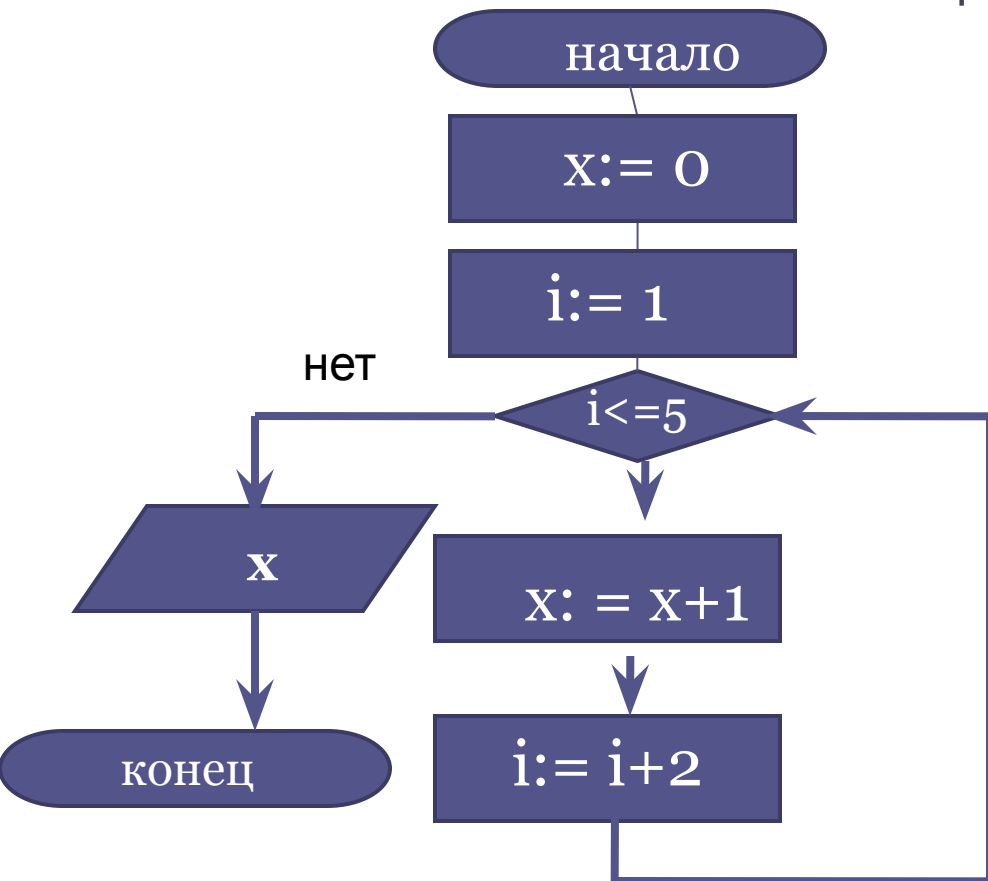 начало
x:= 0
i:= 1
нет
i<=5
x
x: = x+1
i:= i+2
конец